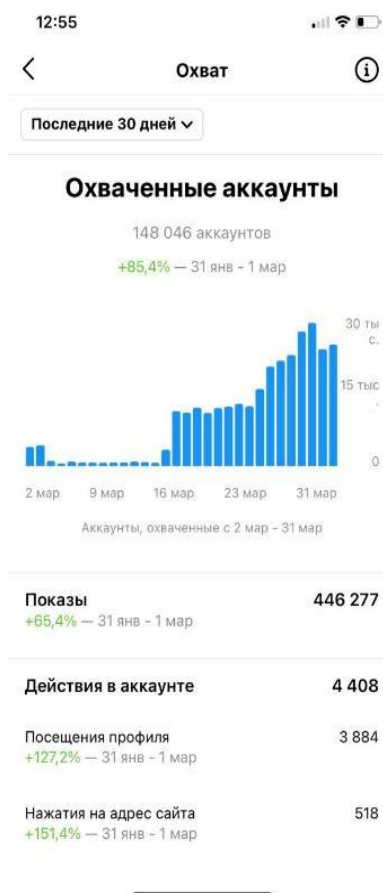 12:55
Охват
Последние 30 дней
Охваченные аккаунты
148 046 аккаунтов
+85,4% — 31 янв - 1 мар
30 ты
с.
15 тыс
.
0
2 мар 9 мар 16 мар 23 мар 31 мар
Аккаунты, охваченные с 2 мар - 31 мар
Показы 446 277
+65,4% — 31 янв - 1 мар
Действия в аккаунте 4 408
Посещения профиля 3 884
+127,2% — 31 янв - 1 мар
Нажатия на адрес сайта 518
+151,4% — 31 янв - 1 мар